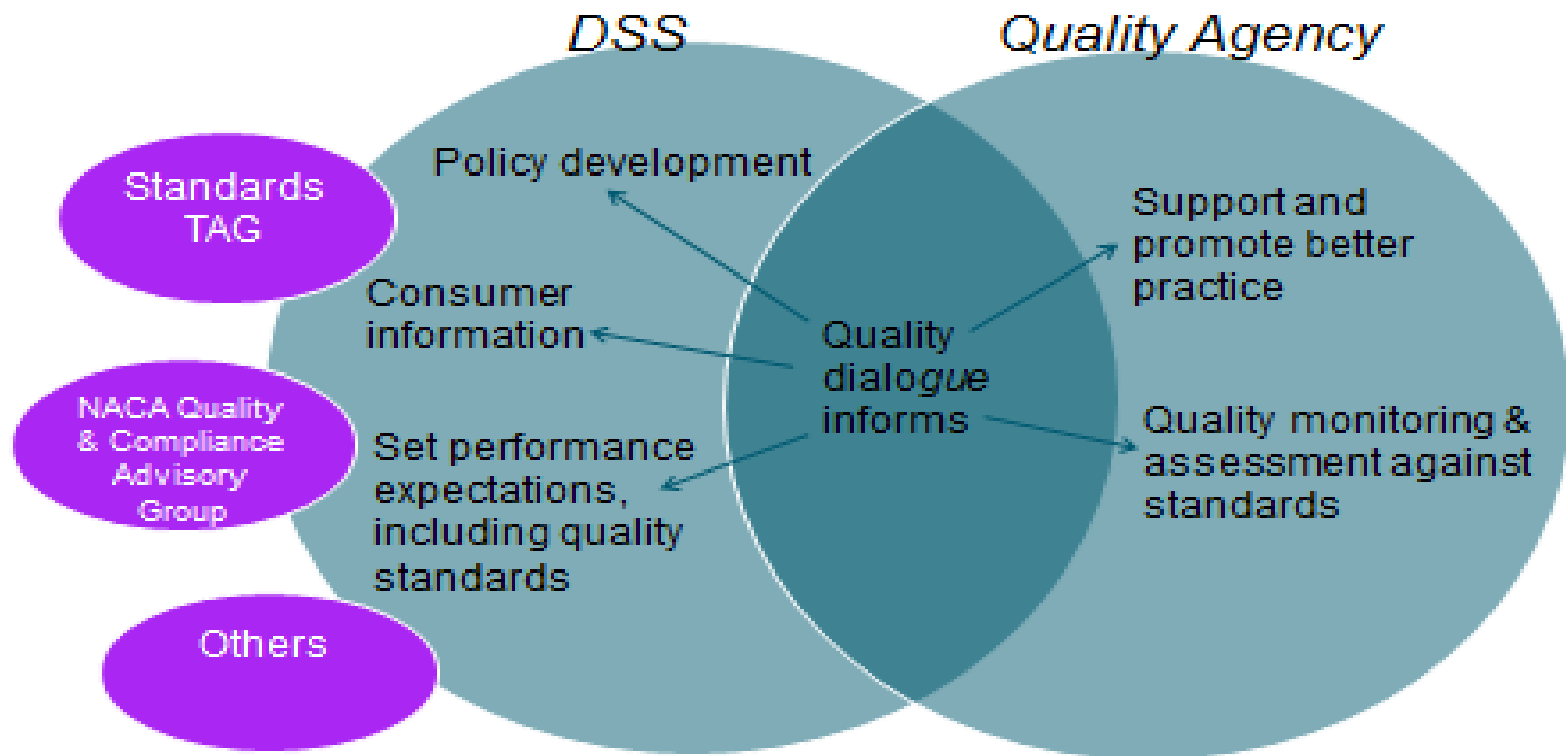 DSS
Quality Agency
Standards
TAG
Policy development
Consumer
information
NACA Quality
& Compliance
Advisory
Group
Set performance
expectations,
including quality
standards
Others
Quality
dialogue
informs
Support and
promote better
practice
Quality monitoring &
assessment against
standards